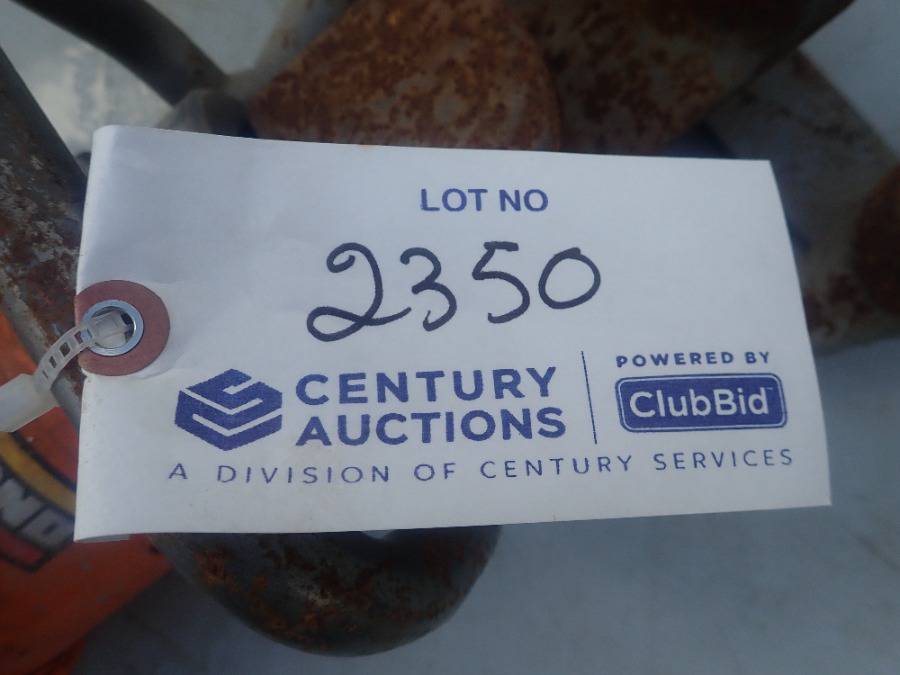 LOT NO
2350
CENTURY
AUCTIONS
POWERED BY
ClubBid
A DIVISION OF CENTURY SERVICES